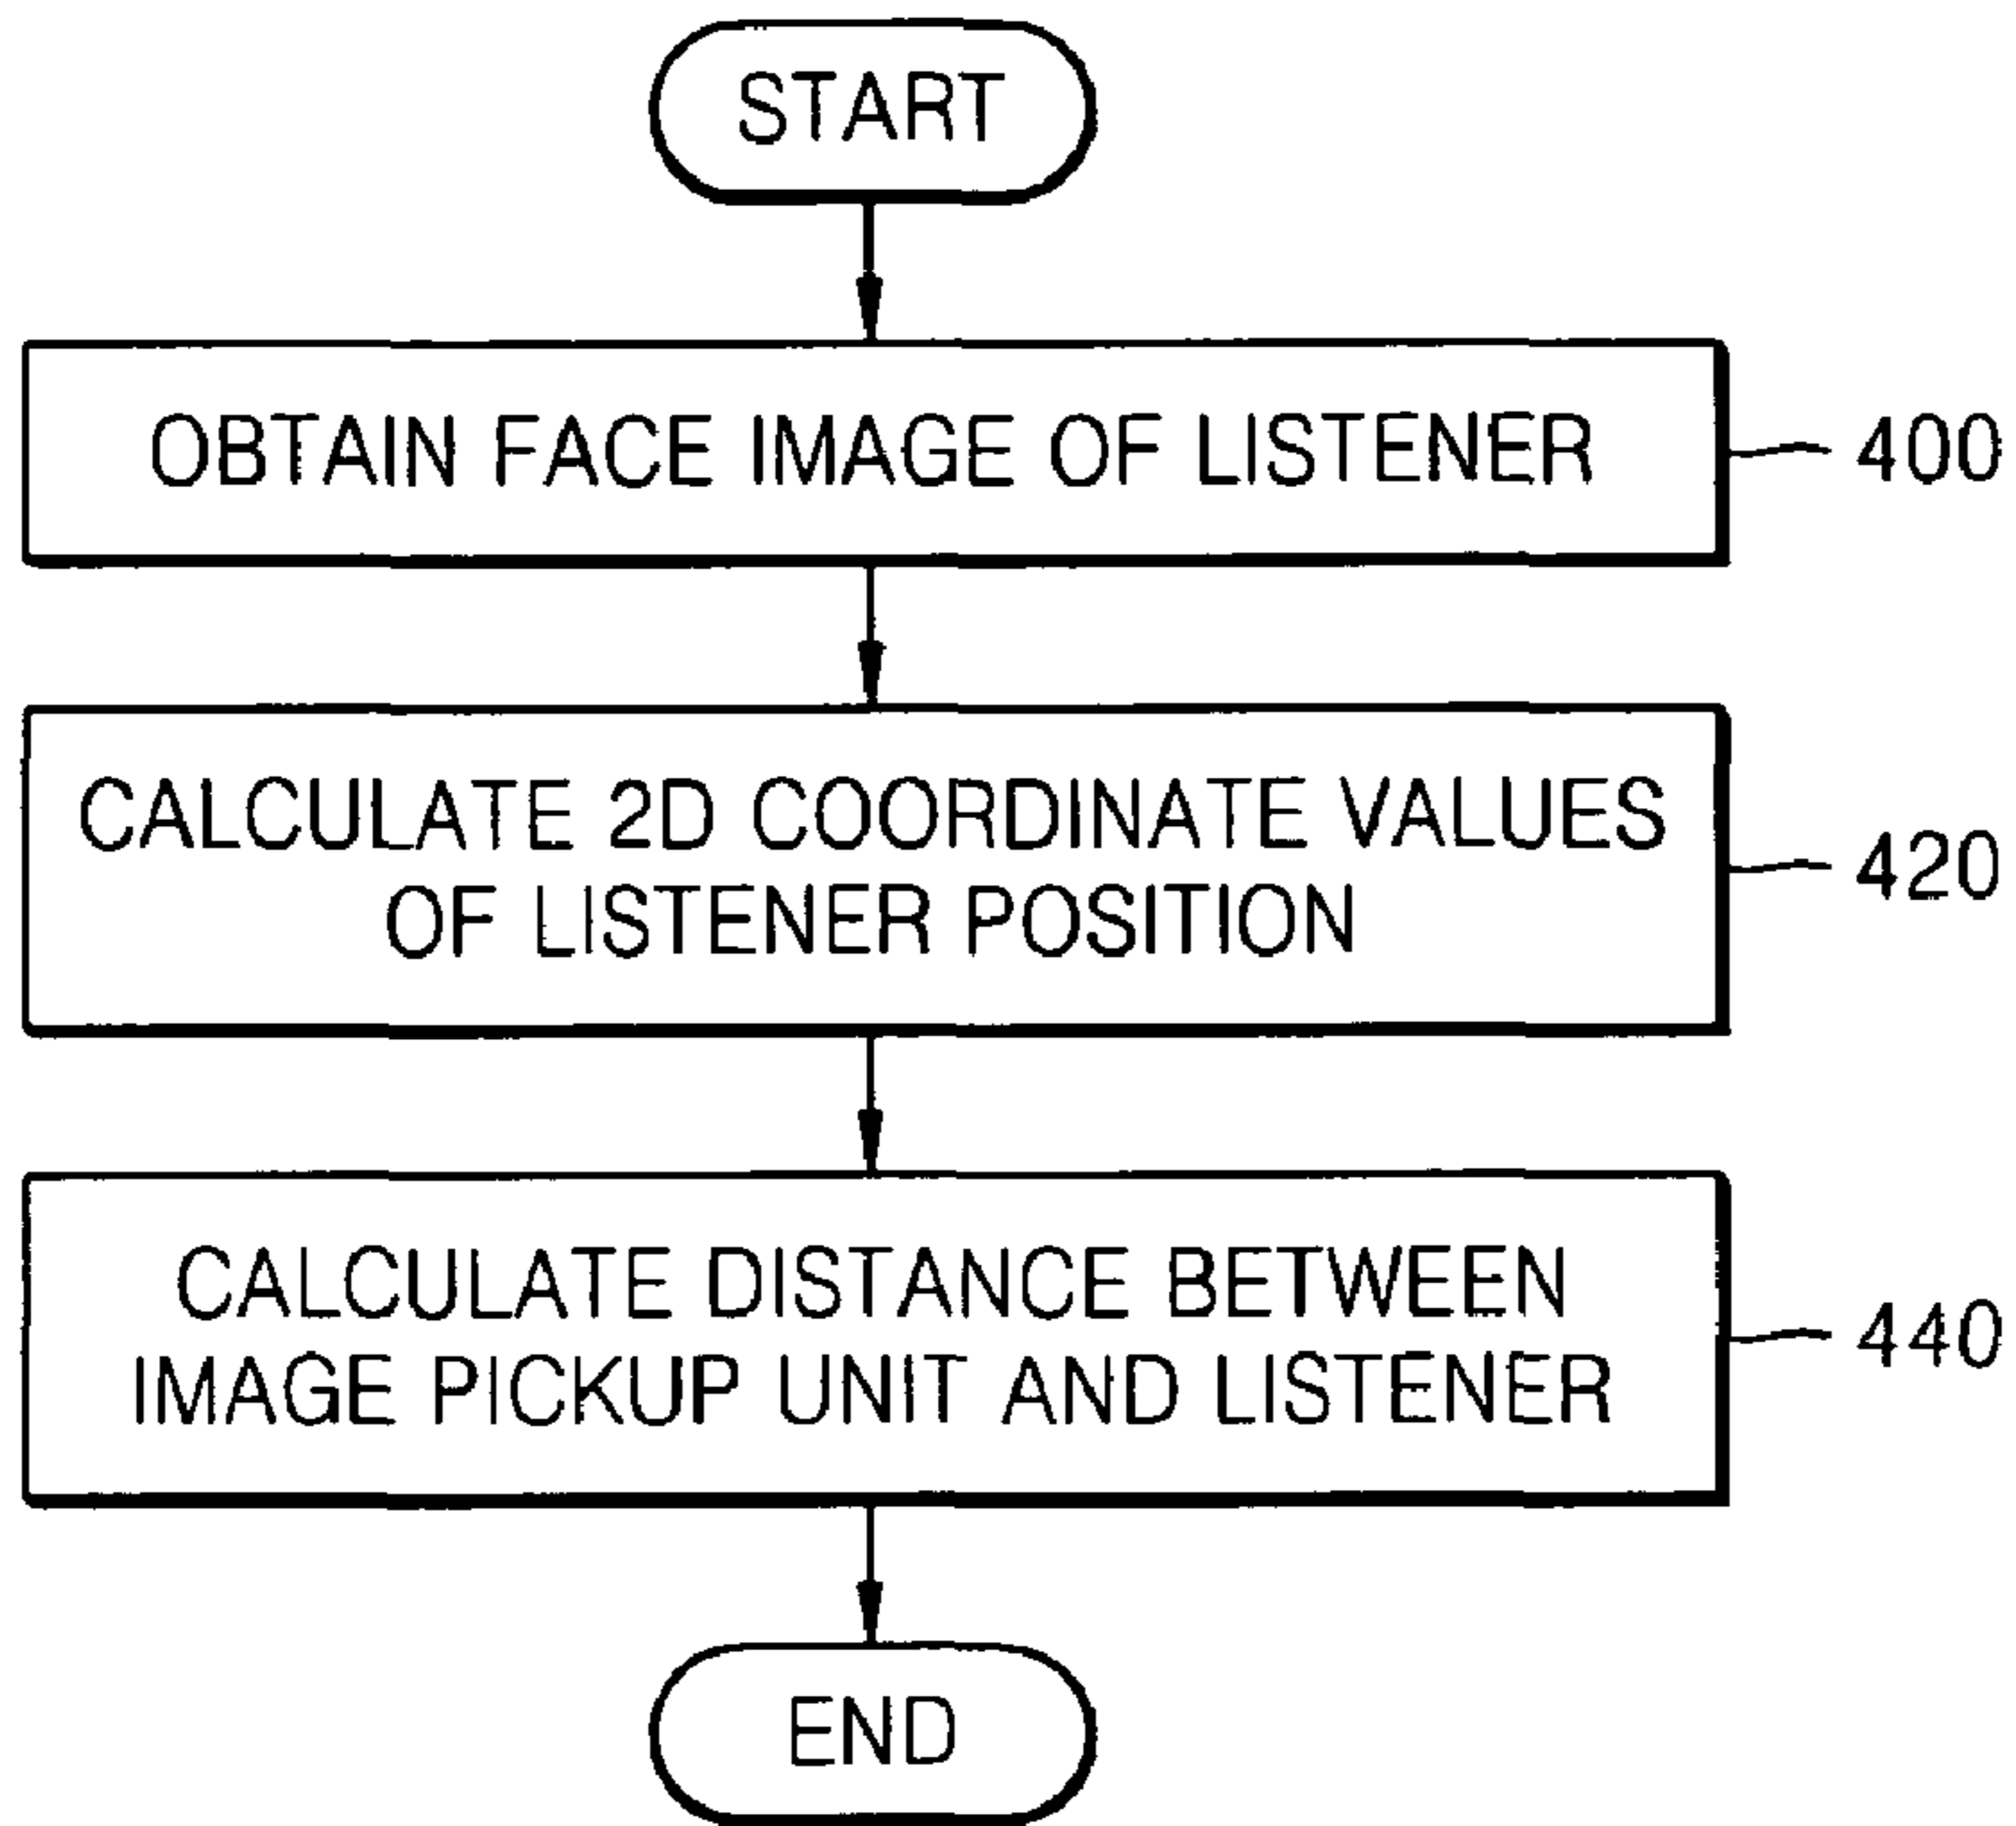 START
OBTAIN FACE IMAGE OF LISTENER
400
CALCULATE 2D COORDINATE VALUES
OF LISTENER POSITION
420
CALCULATE DISTANCE BETWEEN
IMAGE PICKUP UNIT AND LISTENER
440
END